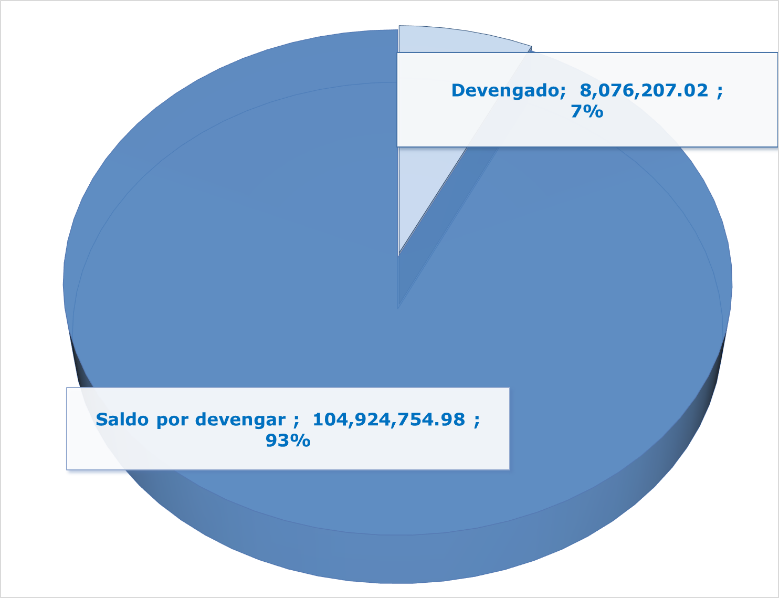 Devengado;  8,076,207.02 ;
7%
Saldo por devengar ;  104,924,754.98 ;
93%